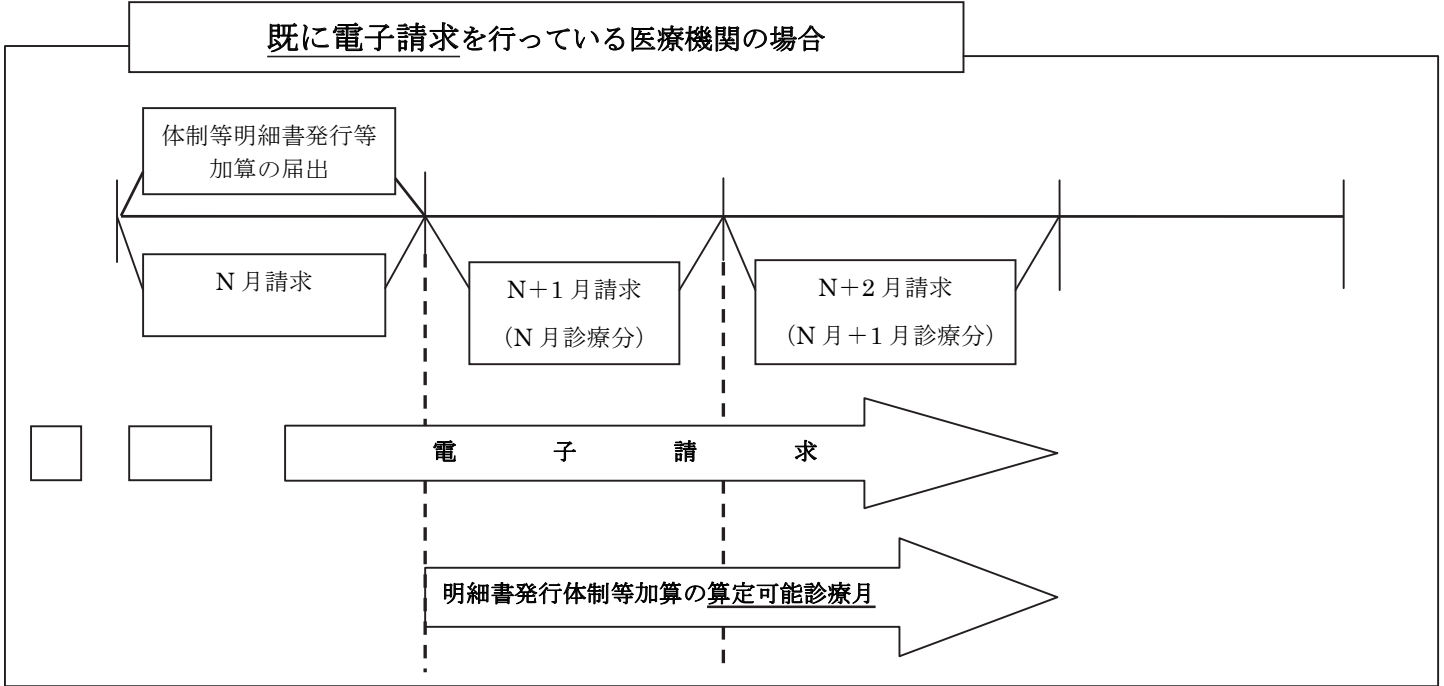 既に電子請求を行っている医療機関の場合
体制等明細書発行等
加算の届出
N 月請求
N+1 月請求
(N 月診療分)
N+2 月請求
(N 月+1 月診療分)
電 子 請 求
明細書発行体制等加算の算定可能診療月